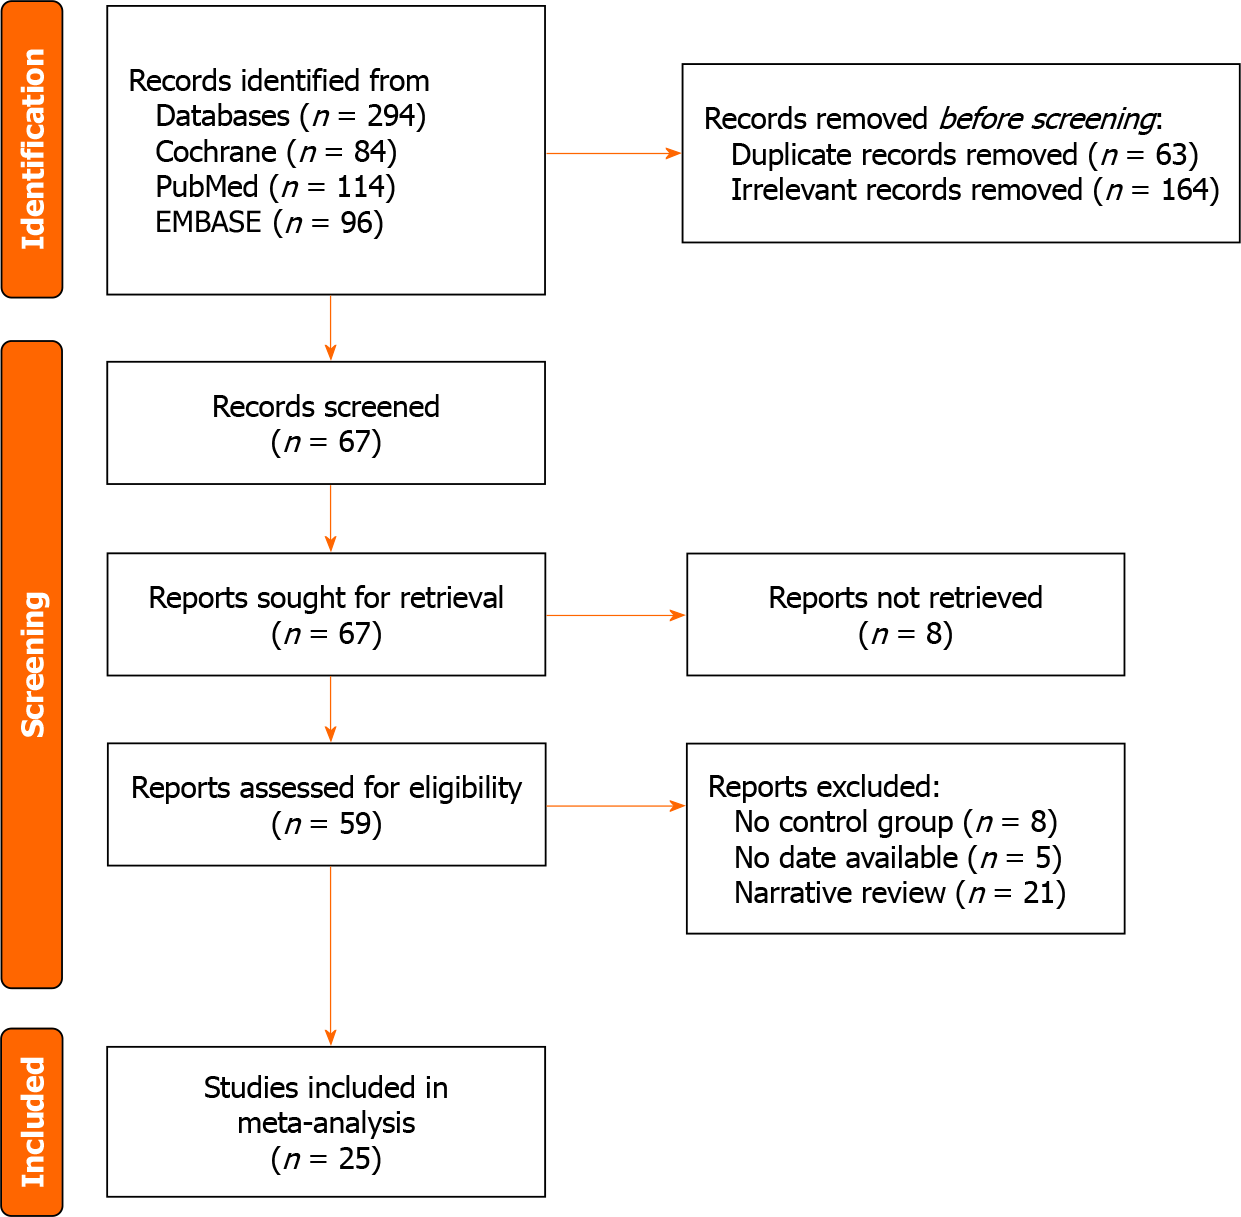 Identification
Records identified from
Databases (n = 294)
Cochrane (n = 84)
PubMed (n = 114)
EMBASE (n = 96)
Records removed before screening:
Duplicate records removed (n = 63)
Irrelevant records removed (n = 164)
Screening
Records screened
(n = 67)
Reports sought for retrieval
(n = 67)
Reports not retrieved
(n = 8)
Reports assessed for eligibility
(n = 59)
Reports excluded:
No control group (n = 8)
No date available (n = 5)
Narrative review (n = 21)
Included
Studies included in
meta-analysis
(n = 25)